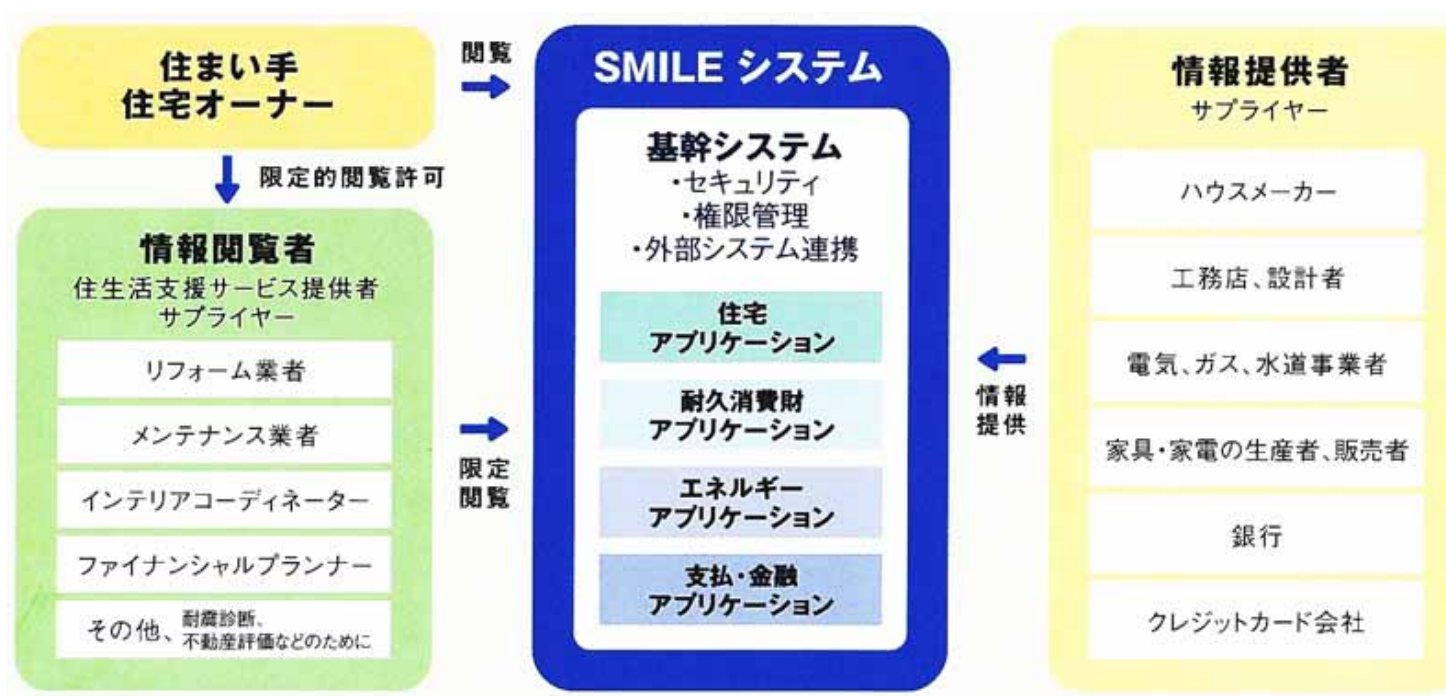 住まい手
住宅オーナー
限定的閲覧許可
情報閲覧者
住生活支援サービス提供者
サプライヤー
リフォーム業者
メンテナンス業者
インテリアコーディネーター
ファイナンシャルプランナー
その他、耐震診断、
不動産評価などのために
閲覧
限定
閲覧
SMILE システム
基幹システム
・セキュリティ
・権限管理
・外部システム連携
住宅
アプリケーション
耐久消費財
アプリケーション
エネルギー
アプリケーション
支払・金融
アプリケーション
情報
提供
情報提供者
サプライヤー
ハウスメーカー
工務店、設計者
電気、ガス、水道事業者
家具・家電の生産者、販売者
銀行
クレジットカード会社